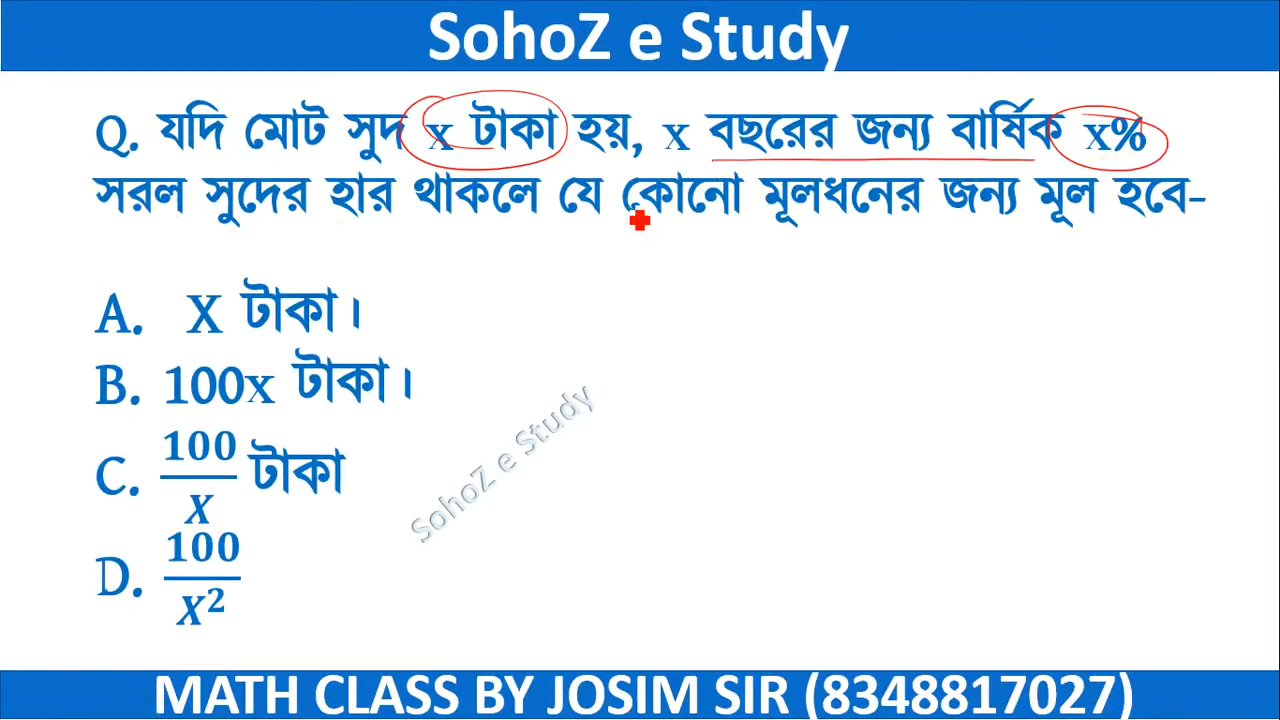 SohoZ e Study
Q. যদি মোট সুদ x টাকা হয়, x বছরের জন্য বার্ষিক x%
সরল সুদের হার থাকলে যে কোনো মূলধনের জন্য মূল হবে-
A. X টাকা।
B. 100x টাকা।
C. 100/X টাকা
D. 100/X²
SohoZ e Study
MATH CLASS BY JOSIM SIR (8348817027)